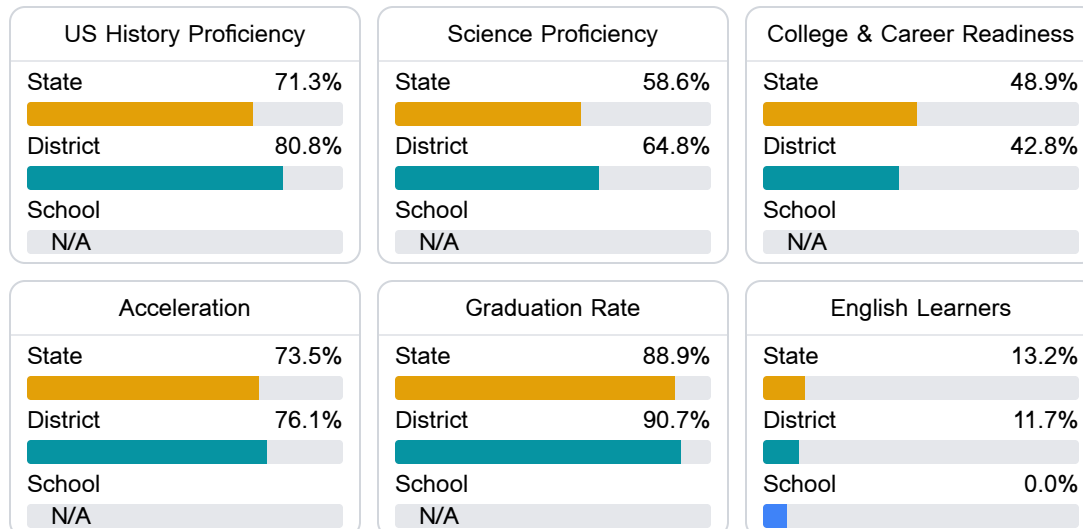 US History Proficiency
State 71.3%
District 80.8%
School
N/A
Science Proficiency
State 58.6%
District 64.8%
School
N/A
College & Career Readiness
State 48.9%
District 42.8%
School
N/A
Acceleration
State 73.5%
District 76.1%
School
N/A
Graduation Rate
State 88.9%
District 90.7%
School
N/A
English Learners
State 13.2%
District 11.7%
School 0.0%